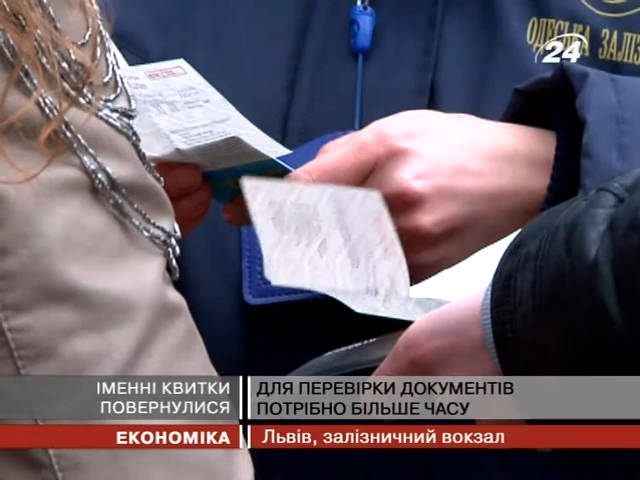 ОДЕСЬКА ЗАЛІЗ
24
ІМЕННІ КВИТКИ
ПОВЕРНУЛИСЯ
ДЛЯ ПЕРЕВІРКИ ДОКУМЕНТІВ
ПОТРІБНО БІЛЬШЕ ЧАСУ
ЕКОНОМІКА
Львів, залізничний вокзал